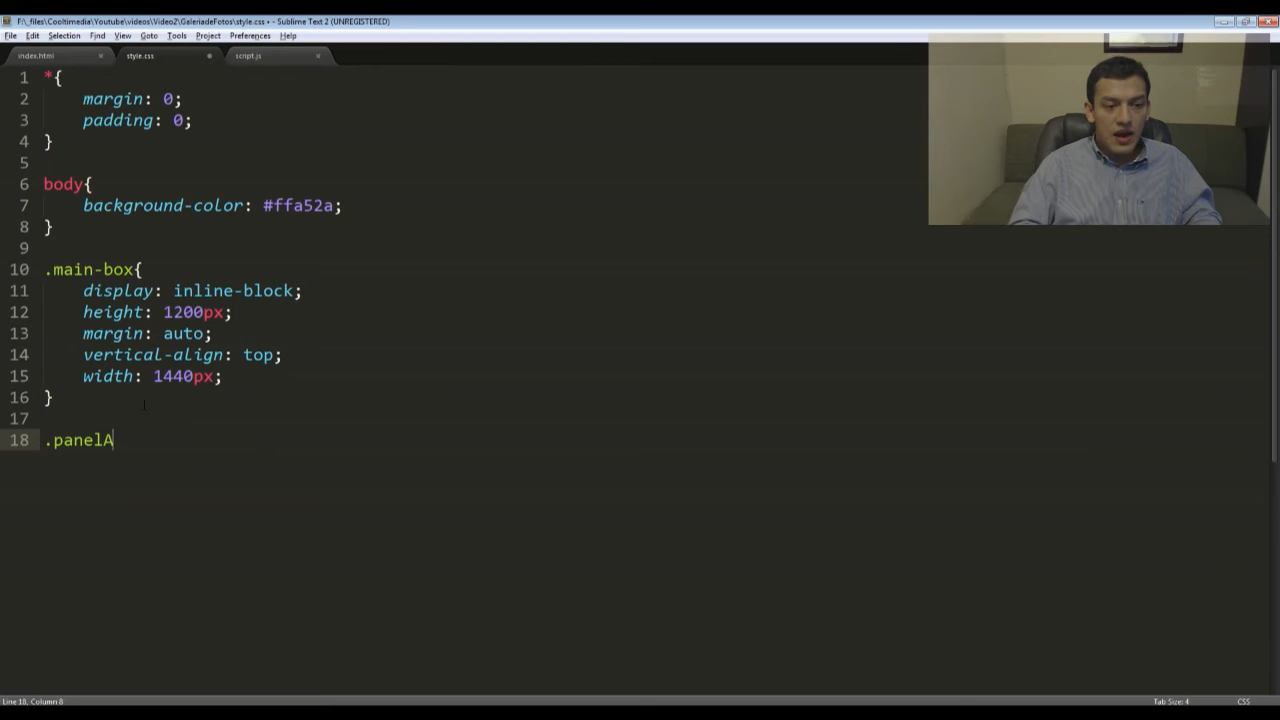 F:\_files\Cooltimedia\Youtube\videos\Video2\GaleriadeFotos\style.css • - Sublime Text 2 (UNREGISTERED)
File Edit Selection Find View Goto Tools Project Preferences Help
index.html × style.css script.js ×
1 *{
2 margin: 0;
3 padding: 0;
4 }
5
6 body{
7 background-color: #ffa52a;
8 }
9
10 .main-box{
11 display: inline-block;
12 height: 1200px;
13 margin: auto;
14 vertical-align: top;
15 width: 1440px;
16 }
17
18 .panelA
Line 18, Column 8 Tab Size: 4 CSS